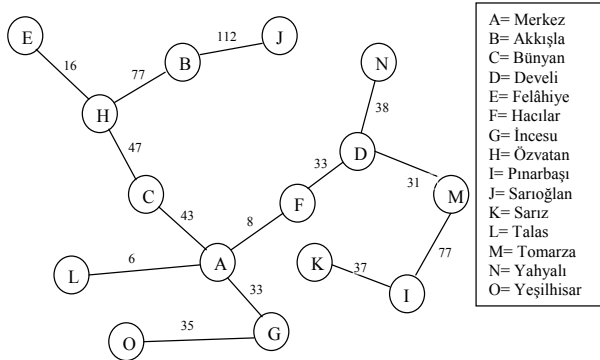 E
B
J
N
H
D
C
F
M
L
A
K
I
O
G
16
77
112
47
43
8
33
38
31
77
37
6
33
35
A= Merkez
B= Akkışla
C= Bünyan
D= Develi
E= Felâhiye
F= Hacılar
G= İncesu
H= Özvatan
I= Pınarbaşı
J= Sarıoğlan
K= Sarız
L= Talas
M= Tomarza
N= Yahyalı
O= Yeşilhisar